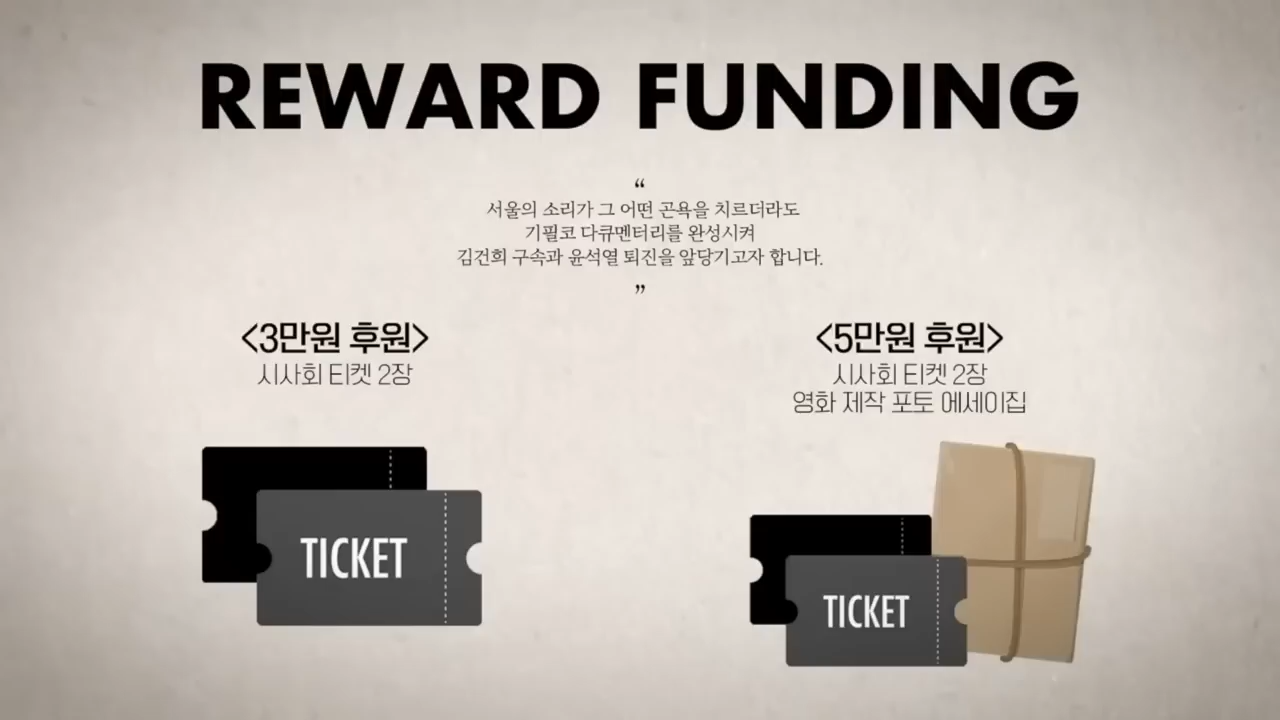 REWARD FUNDING
“
서울의 소리가 그 어떤 곤욕을 치르더라도
기필코 다큐멘터리를 완성시켜
김건희 구속과 윤석열 퇴진을 앞당기고자 합니다.
”
<3만원 후원>
시사회 티켓 2장
<5만원 후원>
시사회 티켓 2장
영화 제작 포토 에세이집
TICKET
TICKET